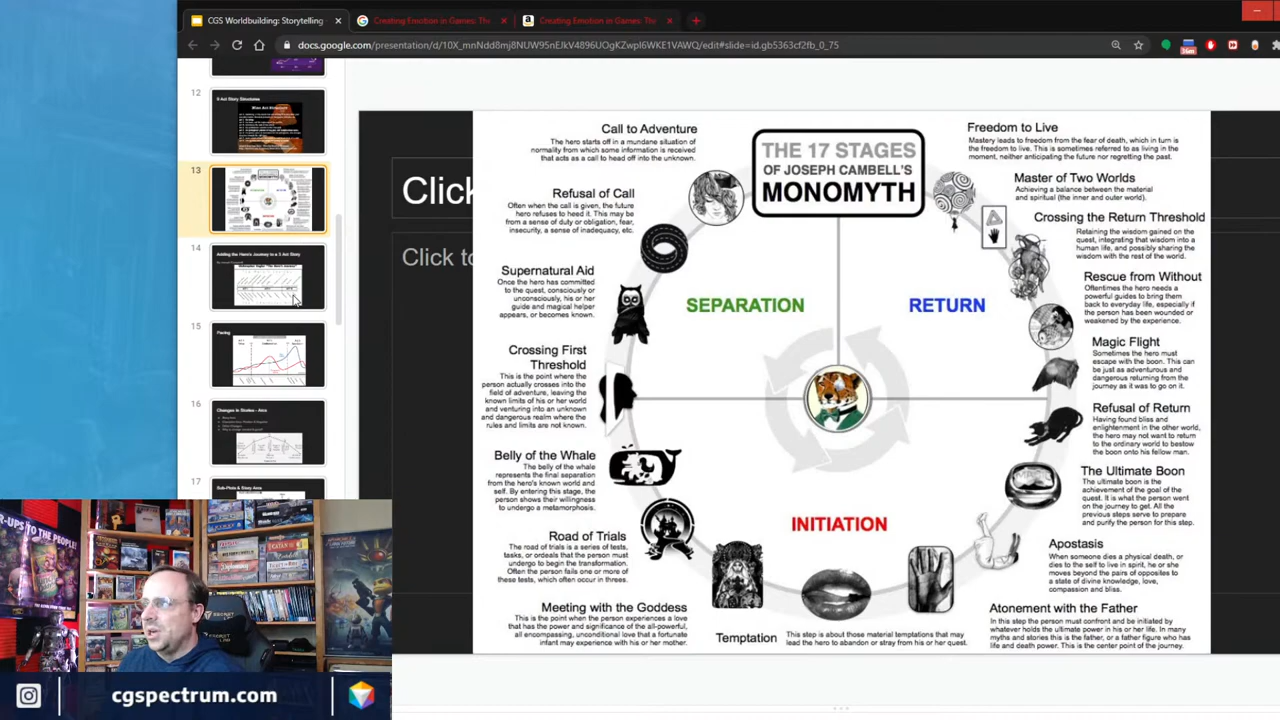 CGS Worldbuilding: Storytelling
Creating Emotion in Games: The
Creating Emotion in Games: The
docs.google.com/presentation/d/10X_mnNdd8mj8NUW95nEJkV4896UOgKZwpl6WKE1VAWQ/edit#slide=id.gb5363cf2fb_0_75
36m
12
13
14
Adding the Hero's Journey to a 3 Act Story
15
Pacing
16
17
Click
Click to
THE 17 STAGES
OF JOSEPH CAMBELL'S
MONOMYTH
SEPARATION
RETURN
INITIATION
Call to Adventure
The hero starts off in a mundane situation of
normality from which some information is received
that acts as a call to head off into the unknown.
Refusal of Call
Often when the call is given, the future
hero refuses to heed it. This may be
from a sense of duty or obligation, fear,
insecurity, a sense of inadequacy, etc.
Supernatural Aid
Once the hero has committed
to the quest, consciously or
unconsciously, his or her
guide and magical helper
appears, or becomes known.
Crossing First
Threshold
This is the point where the
person actually crosses into the
field of adventure, leaving the
known limits of his or her world
and venturing into an unknown
and dangerous realm where the
rules and limits are not known.
Belly of the Whale
The belly of the whale
represents the final separation
from the hero's known world and
self. By entering this stage, the
person shows their willingness
to undergo a metamorphosis.
Road of Trials
The road of trials is a series of tests,
tasks, or ordeals that the person must
undergo to begin the transformation.
Often the person fails one or more of
these tests, which often occur in threes.
Meeting with the Goddess
This is the point when the person experiences a love
that has the power and significance of the all-powerful,
all encompassing, unconditional love that a fortunate
infant may experience with his or her mother.
Temptation
This step is about those material temptations that may
lead the hero to abandon or stray from his or her quest.
Atonement with the Father
In this step the person must confront and be initiated by
whatever holds the ultimate power in his or her life. In many
myths and stories this is the father, or a father figure who has
life and death power. This is the center point of the journey.
Apostasis
When someone dies a physical death, or
dies to the self to live in spirit, he or she
moves beyond the pairs of opposites to
a state of divine knowledge, love,
compassion and bliss.
The Ultimate Boon
The ultimate boon is the
achievement of the goal of the
quest. It is what the person went
on the journey to get. All the
previous steps serve to prepare
and purify the person for this step.
Refusal of Return
Having found bliss and
enlightenment in the other world,
the hero may not want to return
to the ordinary world to bestow
the boon onto his fellow man.
Magic Flight
Sometimes the hero must
escape with the boon. This can
be just as adventurous and
dangerous returning from the
journey as it was to go on it.
Rescue from Without
Oftentimes the hero needs a
powerful guides to bring them
back to everyday life, especially if
the person has been wounded or
weakened by the experience.
Crossing the Return Threshold
Retaining the wisdom gained on the
quest, integrating that wisdom into a
human life, and possibly sharing the
wisdom with the rest of the world.
Master of Two Worlds
Achieving a balance between the material
and spiritual (the inner and outer world).
Freedom to Live
Mastery leads to freedom from the fear of death, which in turn is
the freedom to live. This is sometimes referred to as living in the
moment, neither anticipating the future nor regretting the past.
CATAN
cgspectrum.com